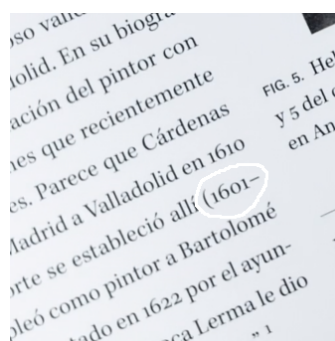 oso
dolid. En su biogra
ación del pintor con
nes que recientemente
es. Parece que Cárdenas
Madrid a Valladolid en 1610
orte se estableció allí (1601–
pleó como pintor a Bartolomé
ado en 1622 por el ayun-
ca Lerma le dio
” 1
FIG. 5. Hel
y 5 del
en An